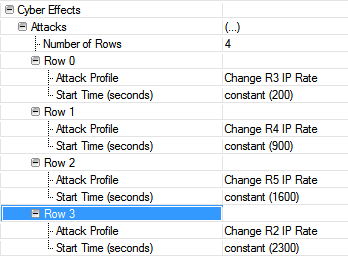 Cyber Effects
Attacks (...)
Number of Rows 4
Row 0
Attack Profile Change R3 IP Rate
Start Time (seconds) constant (200)
Row 1
Attack Profile Change R4 IP Rate
Start Time (seconds) constant (900)
Row 2
Attack Profile Change R5 IP Rate
Start Time (seconds) constant (1600)
Row 3
Attack Profile Change R2 IP Rate
Start Time (seconds) constant (2300)